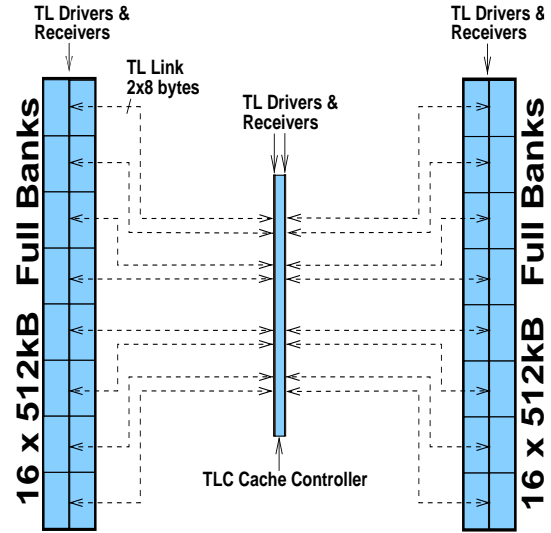 TL Drivers &
Receivers
TL Link
2x8 bytes
TL Drivers &
Receivers
TL Drivers &
Receivers
16 x 512kB Full Banks
16 x 512kB Full Banks
TLC Cache Controller